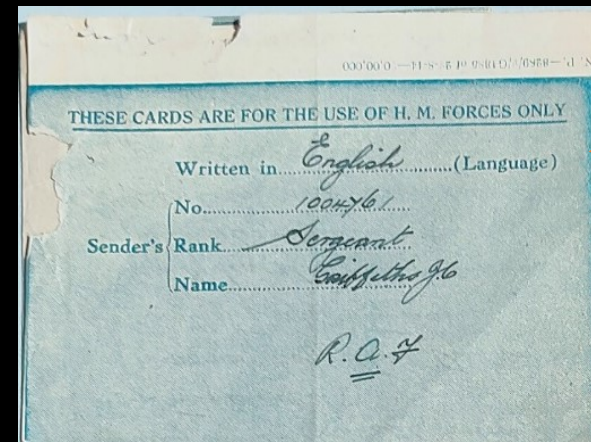 THESE CARDS ARE FOR THE USE OF H. M. FORCES ONLY
Written in English (Language)
Sender's
No. 1004761
Rank Sergeant
Name Griffiths J.C
R.A.F